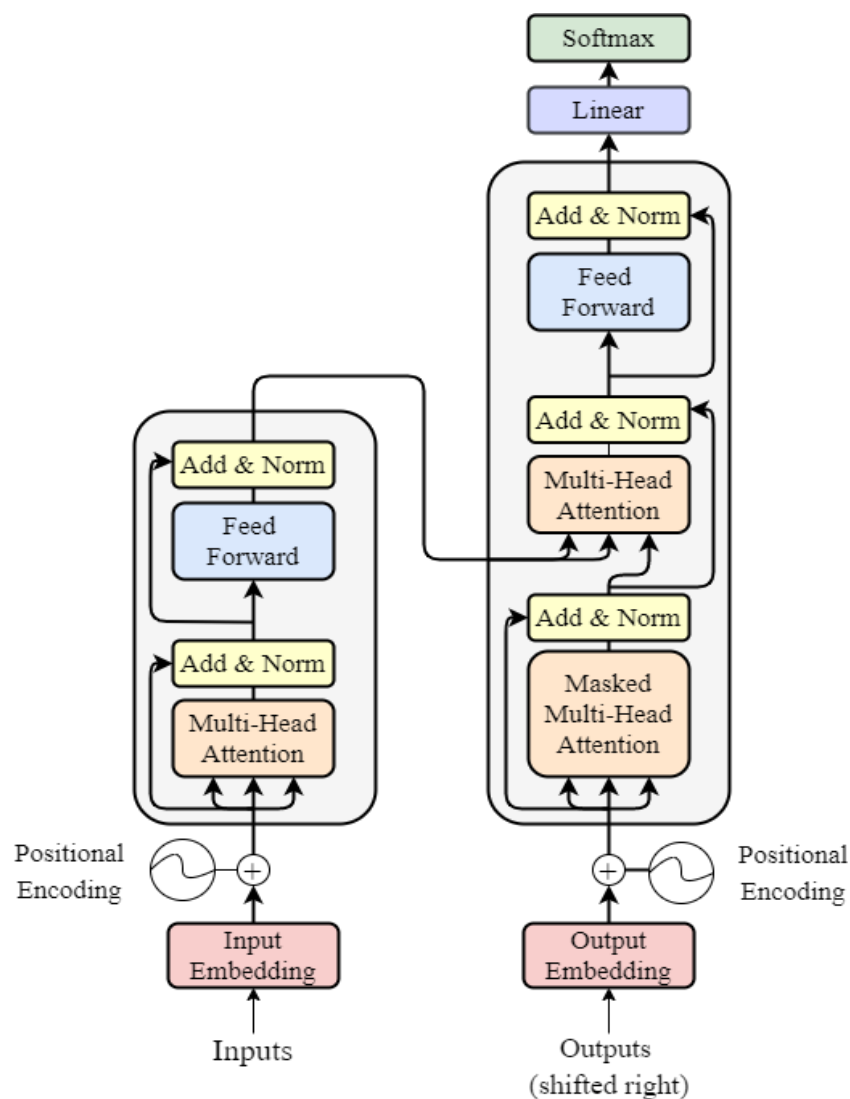 Softmax
Linear
Add & Norm
Feed
Forward
Add & Norm
Multi-Head
Attention
Add & Norm
Masked
Multi-Head
Attention
Add & Norm
Feed
Forward
Add & Norm
Multi-Head
Attention
Positional
Encoding
+
+
Positional
Encoding
Input
Embedding
Output
Embedding
Inputs
Outputs
(shifted right)